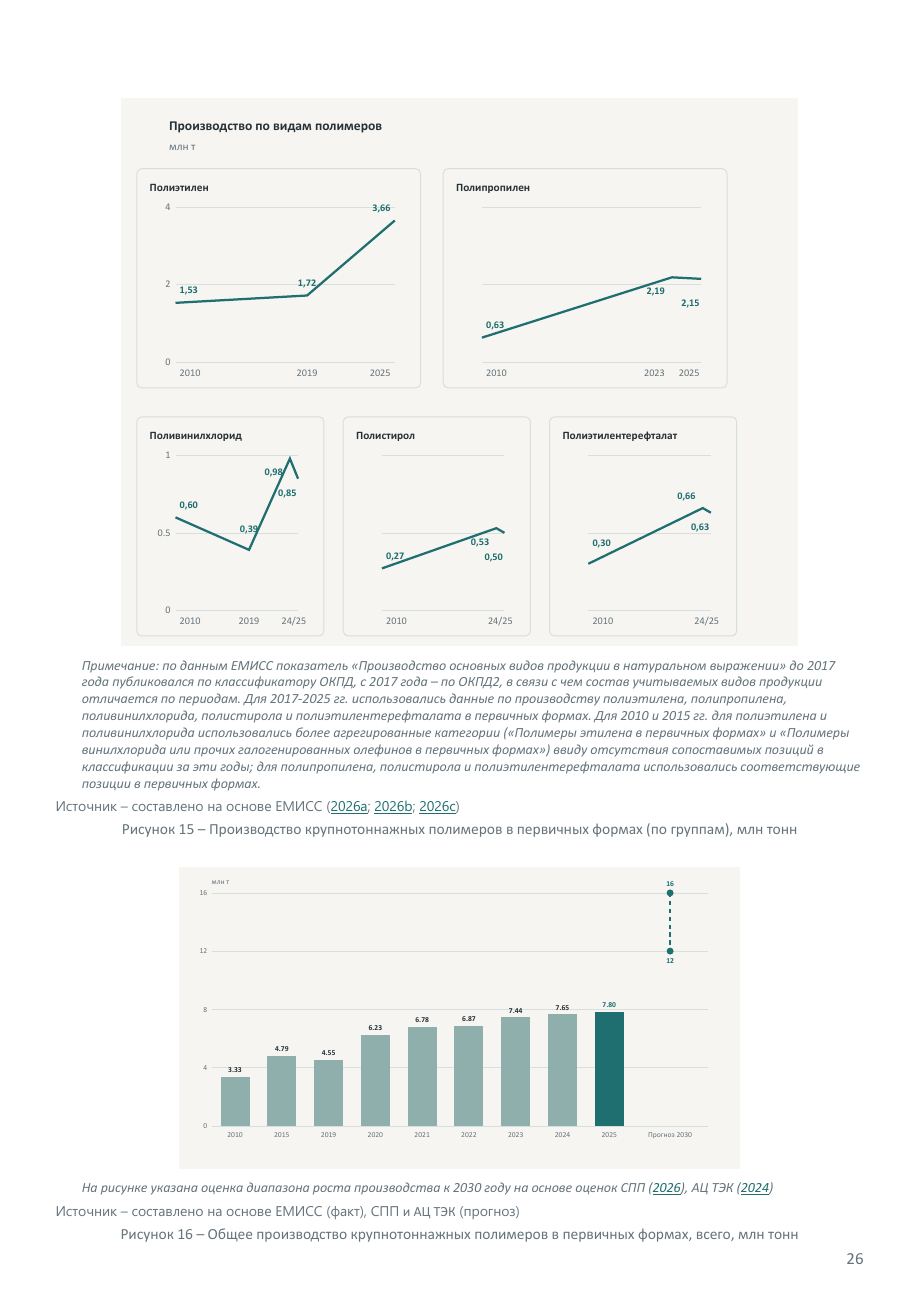 Производство по видам полимеров
млн т
Полиэтилен
4
2
0
1,53
1,72
3,66
2010 2019 2025
Полипропилен
0,63
2,19
2,15
2010 2023 2025
Поливинилхлорид
1
0.5
0
0,60
0,39
0,98
0,85
2010 2019 24/25
Полистирол
0,27
0,53
0,50
2010 24/25
Полиэтилентерефталат
0,30
0,66
0,63
2010 24/25
Примечание: по данным ЕМИСС показатель «Производство основных видов продукции в натуральном выражении» до 2017
года публиковался по классификатору ОКПД, с 2017 года – по ОКПД2, в связи с чем состав учитываемых видов продукции
отличается по периодам. Для 2017-2025 гг. использовались данные по производству полиэтилена, полипропилена,
поливинилхлорида, полистирола и полиэтилентерефталата в первичных формах. Для 2010 и 2015 гг. для полиэтилена и
поливинилхлорида использовались более агрегированные категории («Полимеры этилена в первичных формах» и «Полимеры
винилхлорида или прочих галогенированных олефинов в первичных формах») ввиду отсутствия сопоставимых позиций в
классификации за эти годы; для полипропилена, полистирола и полиэтилентерефталата использовались соответствующие
позиции в первичных формах.
Источник – составлено на основе ЕМИСС (2026a; 2026b; 2026c)
Рисунок 15 – Производство крупнотоннажных полимеров в первичных формах (по группам), млн тонн
млн т
16
12
8
4
0
3.33
4.79
4.55
6.23
6.78
6.87
7.44
7.65
7.80
16
12
2010 2015 2019 2020 2021 2022 2023 2024 2025 Прогноз 2030
На рисунке указана оценка диапазона роста производства к 2030 году на основе оценок СПП (2026), АЦ ТЭК (2024)
Источник – составлено на основе ЕМИСС (факт), СПП и АЦ ТЭК (прогноз)
Рисунок 16 – Общее производство крупнотоннажных полимеров в первичных формах, всего, млн тонн
26